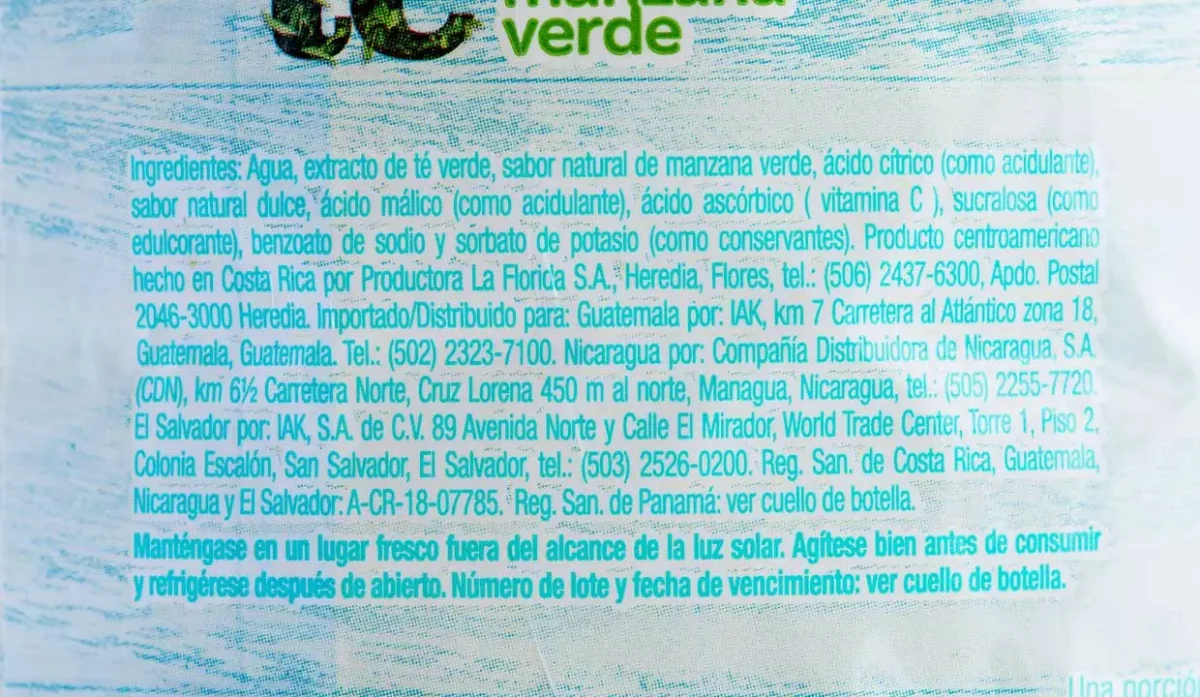 té manzana
verde
Ingredientes: Agua, extracto de té verde, sabor natural de manzana verde, ácido cítrico (como acidulante),
sabor natural dulce, ácido málico (como acidulante), ácido ascórbico ( vitamina C ), sucralosa (como
edulcorante), benzoato de sodio y sorbato de potasio (como conservantes). Producto centroamericano
hecho en Costa Rica por Productora La Florida S.A., Heredia, Flores, tel.: (506) 2437-6300, Apdo. Postal
2046-3000 Heredia. Importado/Distribuido para: Guatemala por: IAK, km 7 Carretera al Atlántico zona 18,
Guatemala, Guatemala. Tel.: (502) 2323-7100. Nicaragua por: Compañía Distribuidora de Nicaragua, S.A.
(CDN), km 6½ Carretera Norte, Cruz Lorena 450 m al norte, Managua, Nicaragua, tel.: (505) 2255-7720.
El Salvador por: IAK, S.A. de C.V. 89 Avenida Norte y Calle El Mirador, World Trade Center, Torre 1, Piso 2,
Colonia Escalón, San Salvador, El Salvador, tel.: (503) 2526-0200. Reg. San. de Costa Rica, Guatemala,
Nicaragua y El Salvador: A-CR-18-07785. Reg. San. de Panamá: ver cuello de botella.
Manténgase en un lugar fresco fuera del alcance de la luz solar. Agítese bien antes de consumir
y refrigérese después de abierto. Número de lote y fecha de vencimiento: ver cuello de botella.
Una porció